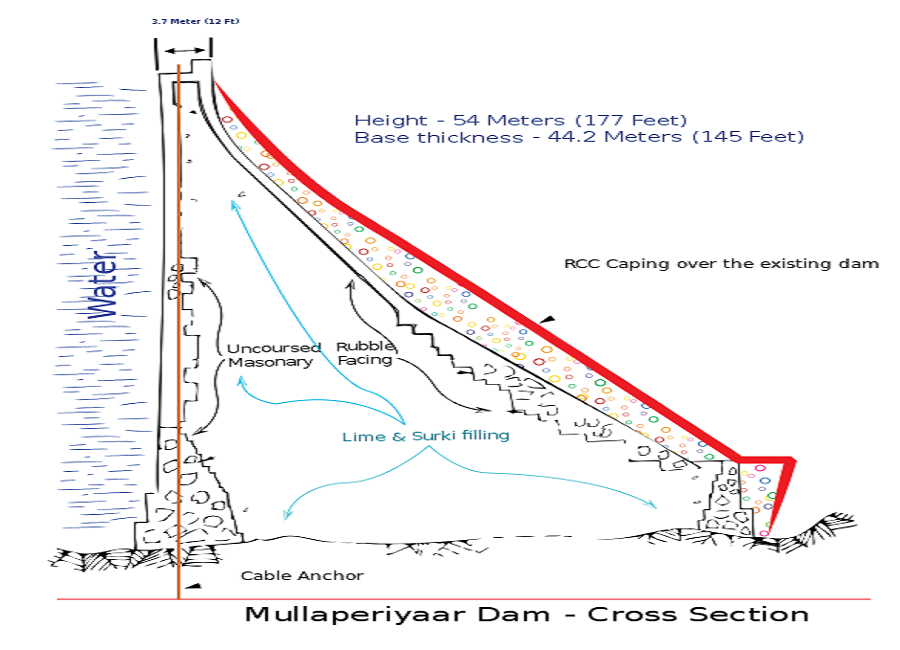 3.7 Meter (12 Ft)
Height - 54 Meters (177 Feet)
Base thickness - 44.2 Meters (145 Feet)
Water
RCC Caping over the existing dam
Uncoursed
Masonary
Rubble
Facing
Lime & Surki filling
Cable Anchor
Mullaperiyaar Dam - Cross Section